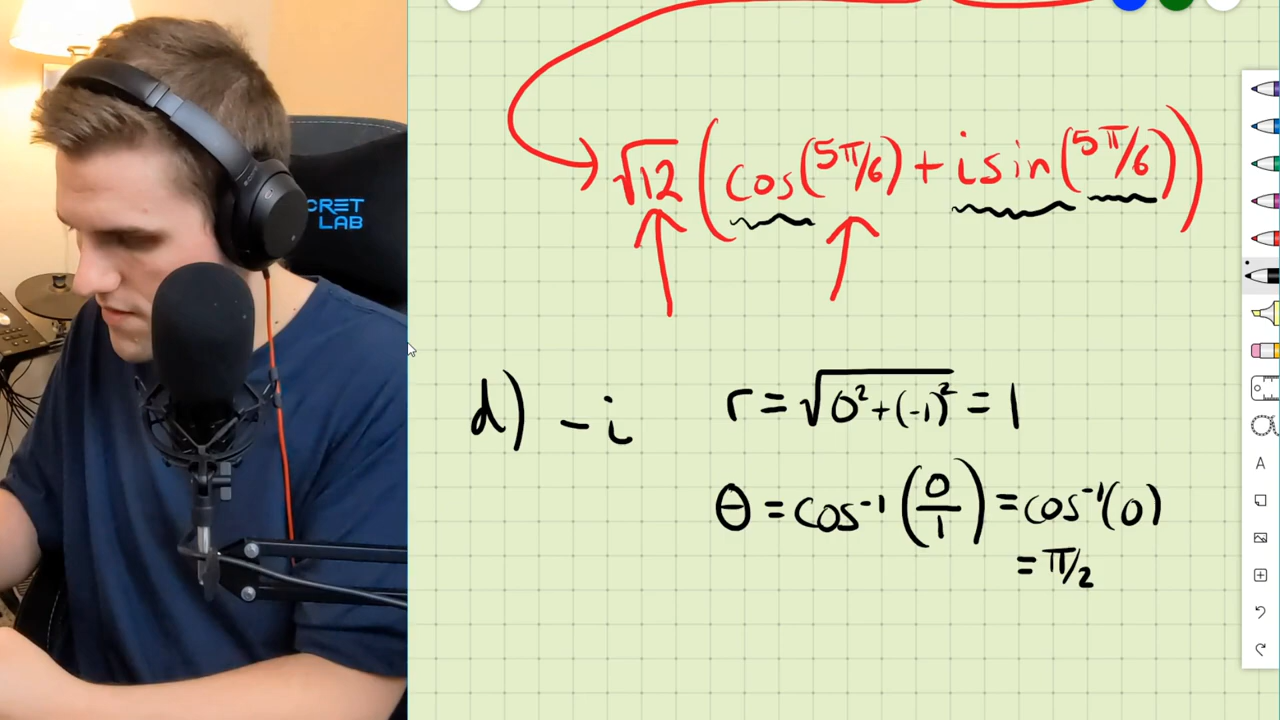 CRET
LAB
√12 (cos(5π/6) + i sin(5π/6))
d) -i
r = √0² + (-1)² = 1
θ = cos⁻¹ (0/1) = cos⁻¹(0)
= π/2
A